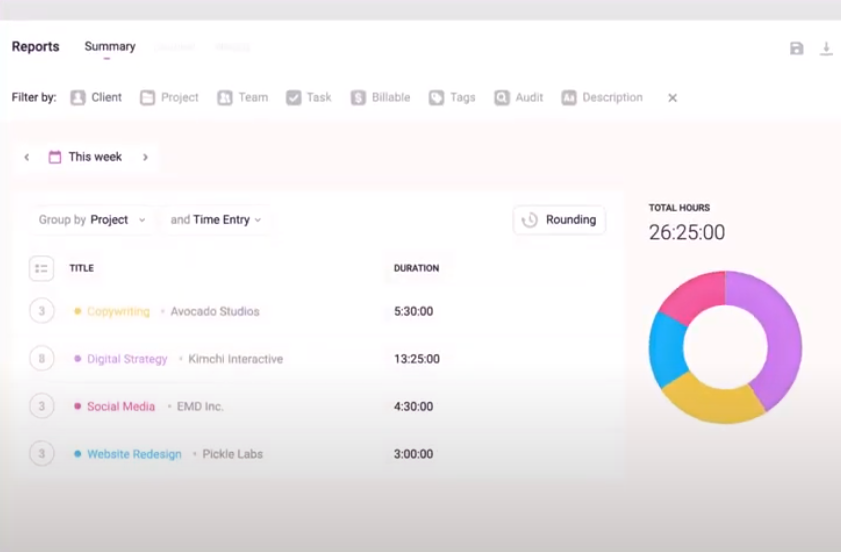 Reports Summary
Filter by: Client Project Team Task Billable Tags Audit Description
This week
Group by Project and Time Entry Rounding
TOTAL HOURS
26:25:00
TITLE DURATION
3 Copywriting • Avocado Studios 5:30:00
8 Digital Strategy • Kimchi Interactive 13:25:00
3 Social Media • EMD Inc. 4:30:00
3 Website Redesign • Pickle Labs 3:00:00